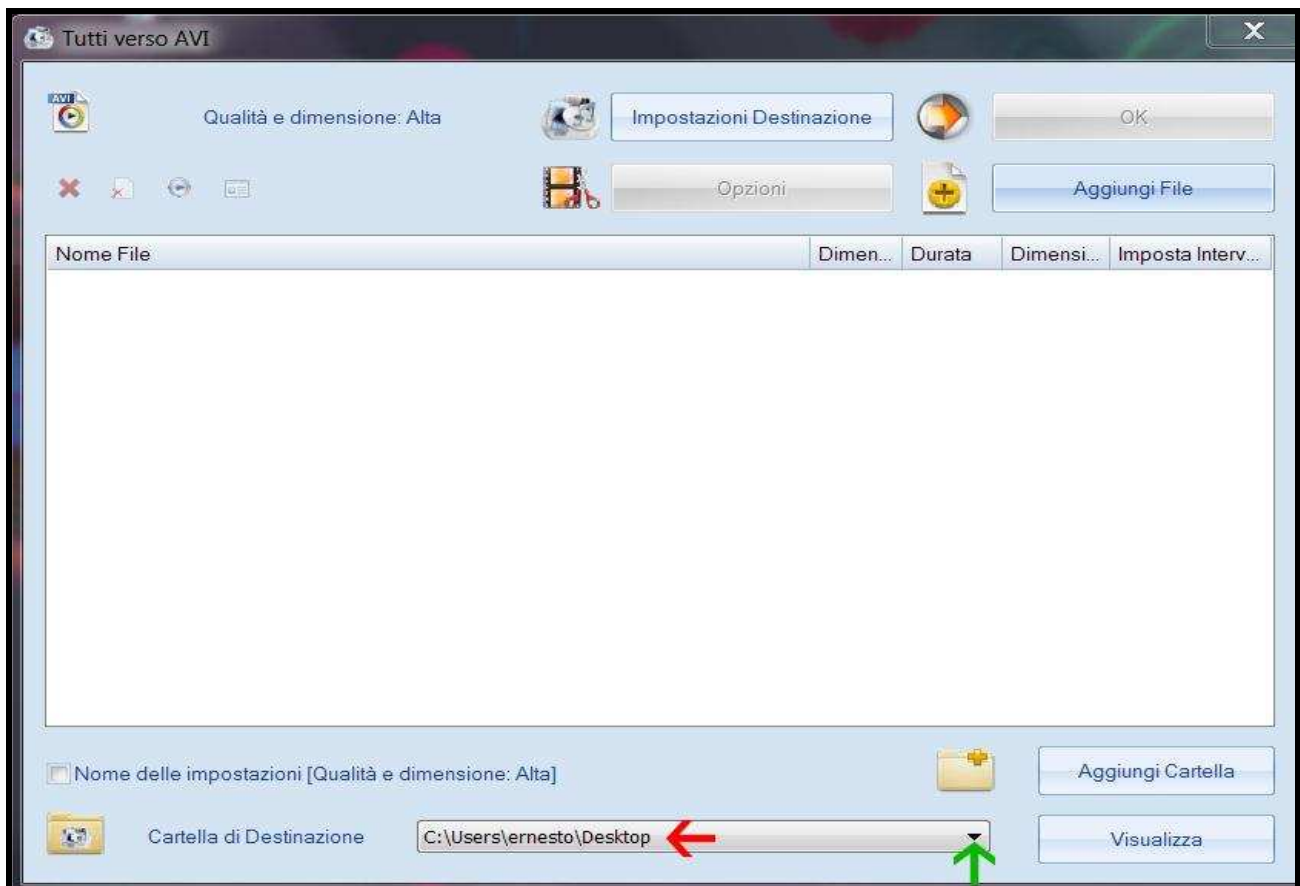 Tutti verso AVI
X
AVI
Qualità e dimensione: Alta
Impostazioni Destinazione
OK
Opzioni
Aggiungi File
Nome File Dimen... Durata Dimensi... Imposta Interv...
Nome delle impostazioni [Qualità e dimensione: Alta]
Aggiungi Cartella
Cartella di Destinazione
C:\Users\ernesto\Desktop
Visualizza